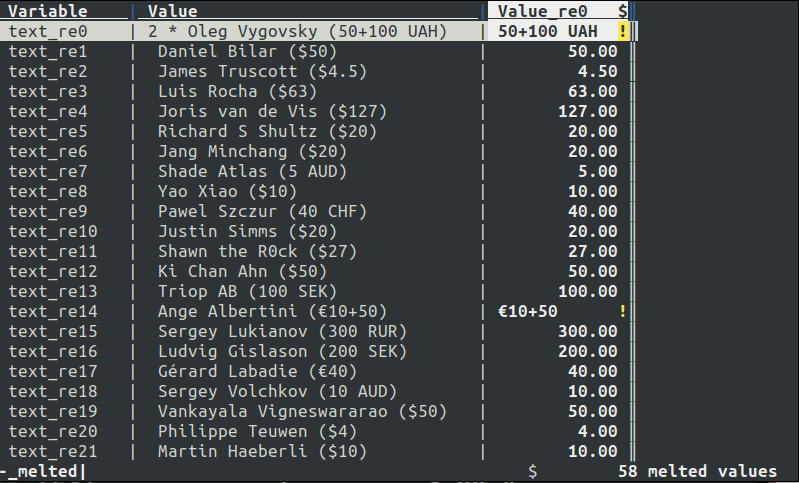 Variable | Value Value_re0 $
text_re0 | 2 * Oleg Vygovsky (50+100 UAH) | 50+100 UAH !
text_re1 | Daniel Bilar ($50) | 50.00
text_re2 | James Truscott ($4.5) | 4.50
text_re3 | Luis Rocha ($63) | 63.00
text_re4 | Joris van de Vis ($127) | 127.00
text_re5 | Richard S Shultz ($20) | 20.00
text_re6 | Jang Minchang ($20) | 20.00
text_re7 | Shade Atlas (5 AUD) | 5.00
text_re8 | Yao Xiao ($10) | 10.00
text_re9 | Pawel Szczur (40 CHF) | 40.00
text_re10 | Justin Simms ($20) | 20.00
text_re11 | Shawn the R0ck ($27) | 27.00
text_re12 | Ki Chan Ahn ($50) | 50.00
text_re13 | Triop AB (100 SEK) | 100.00
text_re14 | Ange Albertini (€10+50) | €10+50 !
text_re15 | Sergey Lukianov (300 RUR) | 300.00
text_re16 | Ludvig Gislason (200 SEK) | 200.00
text_re17 | Gérard Labadie (€40) | 40.00
text_re18 | Sergey Volchkov (10 AUD) | 10.00
text_re19 | Vankayala Vigneswararao ($50) | 50.00
text_re20 | Philippe Teuwen ($4) | 4.00
text_re21 | Martin Haeberli ($10) | 10.00
-_melted| $ 58 melted values